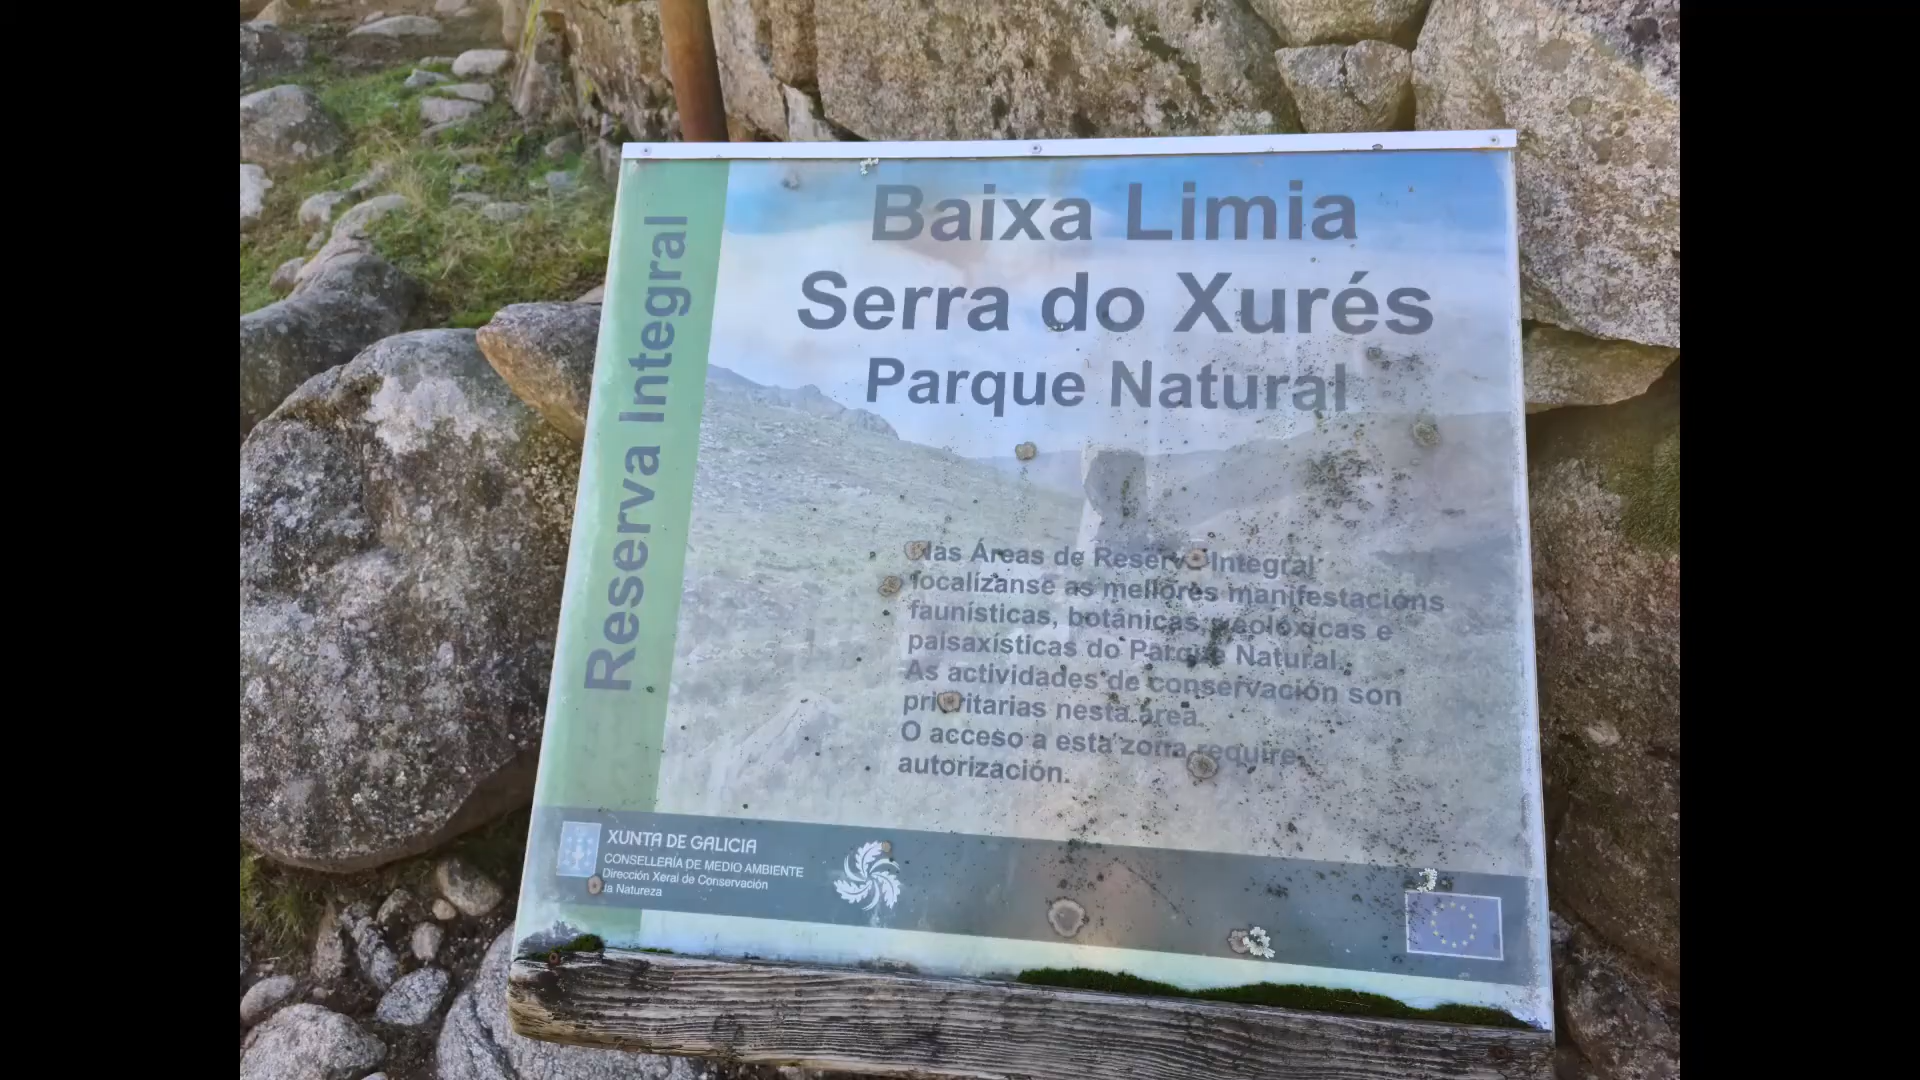 Baixa Limia
Serra do Xurés
Parque Natural
Reserva Integral
Nas Áreas de Reserva Integral
localízanse as mellores manifestacións
faunísticas, botánicas, xeolóxicas e
paisaxísticas do Parque Natural.
As actividades de conservación son
prioritarias nesta área.
O acceso a esta zona require
autorización.
XUNTA DE GALICIA
CONSELLERÍA DE MEDIO AMBIENTE
Dirección Xeral de Conservación
da Natureza